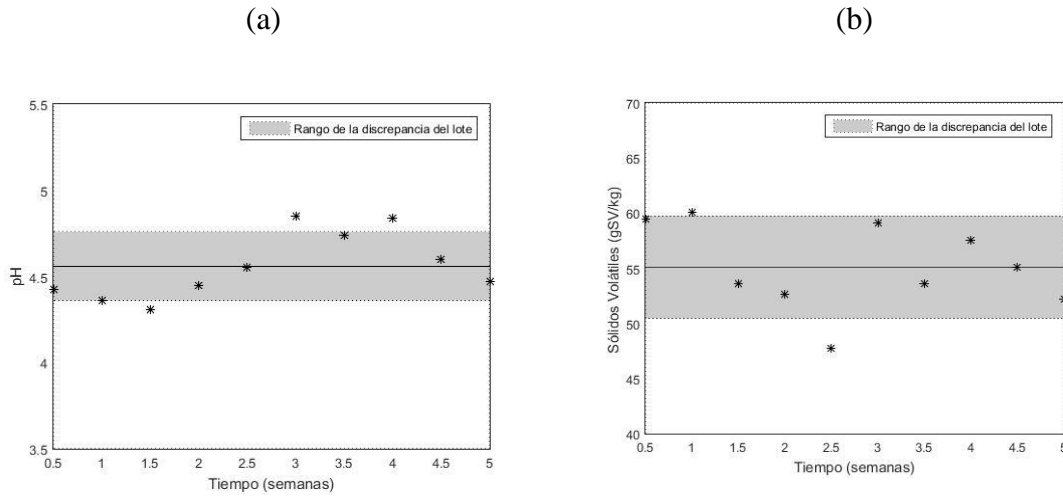 (a)
5.5
5
4.5
4
3.5
pH
Rango de la discrepancia del lote
0.5 1 1.5 2 2.5 3 3.5 4 4.5 5
Tiempo (semanas)
(b)
70
65
60
55
50
45
40
Sólidos Volátiles (gSV/kg)
Rango de la discrepancia del lote
0.5 1 1.5 2 2.5 3 3.5 4 4.5 5
Tiempo (semanas)